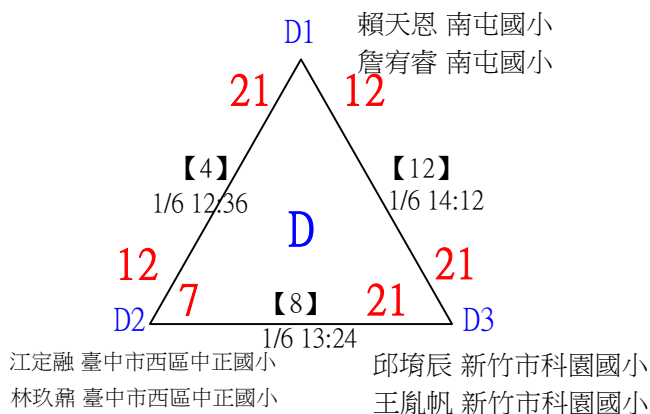 D1
賴天恩 南屯國小
詹宥睿 南屯國小
21
12
【4】
1/6 12:36
【12】
1/6 14:12
D
12
21
7
【8】
21
D2
1/6 13:24
D3
江定融 臺中市西區中正國小
林玖鼐 臺中市西區中正國小
邱堉辰 新竹市科園國小
王胤帆 新竹市科園國小